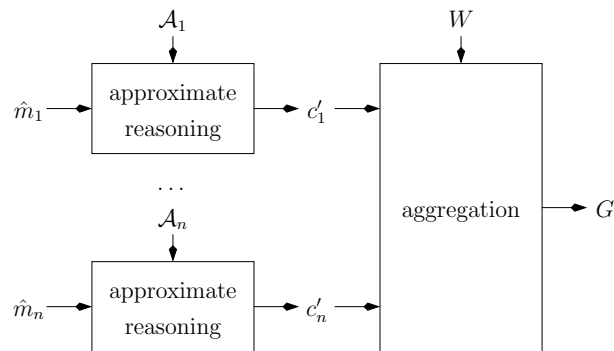 𝒜₁
W
m̂₁
approximate
reasoning
c′₁
...
𝒜ₙ
aggregation
G
m̂ₙ
approximate
reasoning
c′ₙ